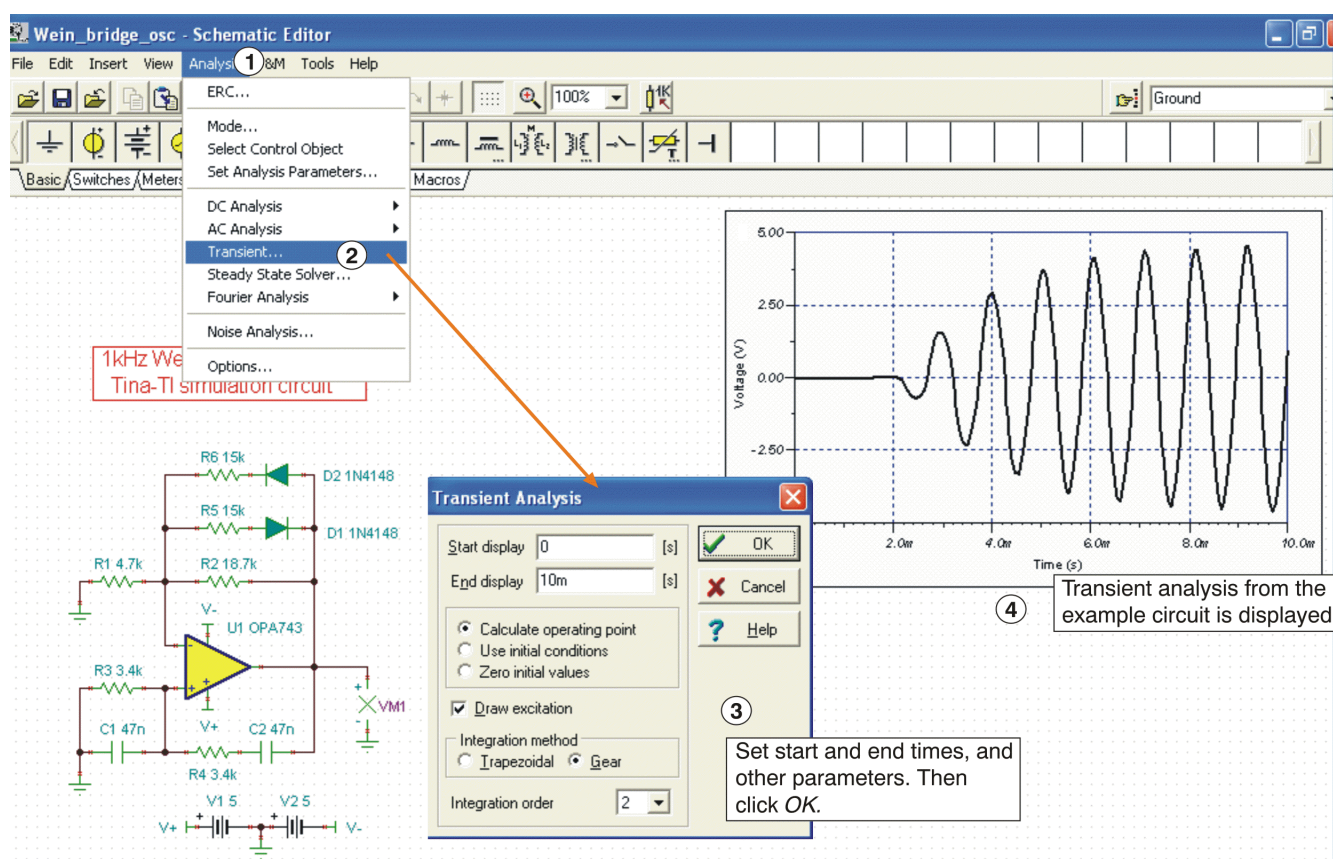 Wein_bridge_osc - Schematic Editor
File Edit Insert View Analysi 1 &M Tools Help
ERC...
Mode...
Select Control Object
Set Analysis Parameters...
DC Analysis
AC Analysis
Transient... 2
Steady State Solver...
Fourier Analysis
Noise Analysis...
Options...
100%
1K
Ground
M
L1 L2
T
Basic Switches Meters Macros
1kHz We
Tina-TI simulation circuit
R6 15k
D2 1N4148
R5 15k
D1 1N4148
R1 4.7k
R2 18.7k
V-
U1 OPA743
R3 3.4k
VM1
C1 47n
V+
C2 47n
R4 3.4k
V1 5
V2 5
V+
V-
Transient Analysis
Start display 0 [s]
End display 10m [s]
Calculate operating point
Use initial conditions
Zero initial values
Draw excitation
Integration method
Trapezoidal Gear
Integration order 2
OK
Cancel
Help
3
Set start and end times, and
other parameters. Then
click OK.
5.00
2.50
0.00
-2.50
Voltage (V)
2.0m 4.0m 6.0m 8.0m 10.0m
Time (s)
4
Transient analysis from the
example circuit is displayed